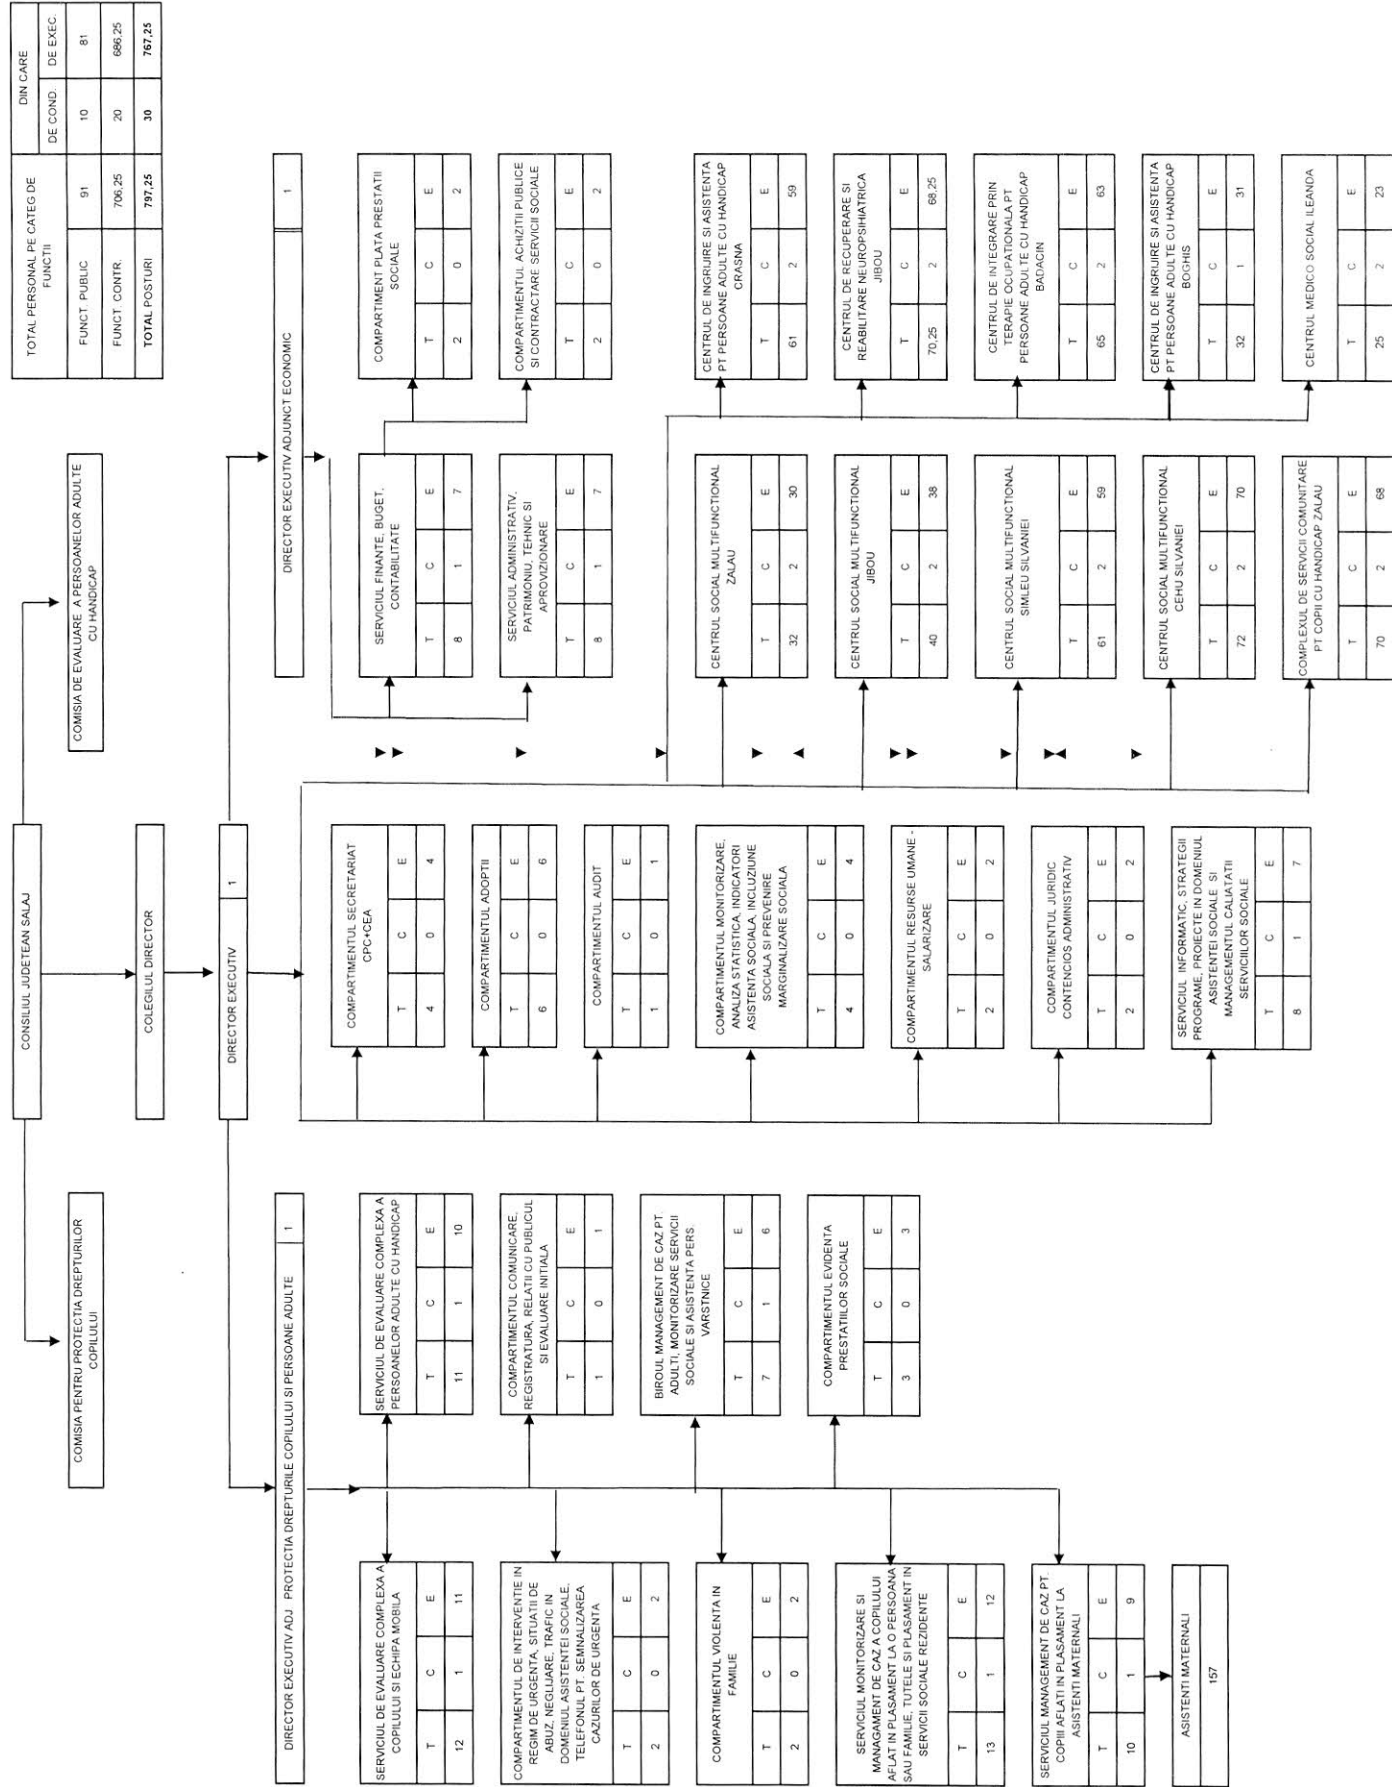 CONSILIUL JUDETEAN SALAJ
TOTAL PERSONAL PE CATEG DE
FUNCTII
DIN CARE
DE COND.
DE EXEC.
FUNCT. PUBLIC
91
10
81
FUNCT. CONTR.
706,25
20
686,25
TOTAL POSTURI
797,25
30
767,25
COMISIA PENTRU PROTECTIA DREPTURILOR
COPILULUI
COMISIA DE EVALUARE A PERSOANELOR ADULTE
CU HANDICAP
COLEGIUL DIRECTOR
DIRECTOR EXECUTIV
1
DIRECTOR EXECUTIV ADJ PROTECTIA DREPTURILE COPILULUI SI PERSOANE ADULTE
1
DIRECTOR EXECUTIV ADJUNCT ECONOMIC
1
SERVICIUL DE EVALUARE COMPLEXA A
COPILULUI SI ECHIPA MOBILA
T C E
12 1 11
COMPARTIMENTUL DE INTERVENTIE IN
REGIM DE URGENTA, SITUATII DE
ABUZ, NEGLIJARE, TRAFIC IN
DOMENIUL ASISTENTEI SOCIALE,
TELEFONUL PT. SEMNALIZAREA
CAZURILOR DE URGENTA
T C E
2 0 2
COMPARTIMENTUL VIOLENTA IN
FAMILIE
T C E
2 0 2
SERVICIUL MONITORIZARE SI
MANAGAMENT DE CAZ A COPILULUI
AFLAT IN PLASAMENT LA O PERSOANA
SAU FAMILIE, TUTELE SI PLASAMENT IN
SERVICII SOCIALE REZIDENTE
T C E
13 1 12
SERVICIUL MANAGEMENT DE CAZ PT.
COPIII AFLATI IN PLASAMENT LA
ASISTENTI MATERNALI
T C E
10 1 9
ASISTENTI MATERNALI
157
SERVICIUL DE EVALUARE COMPLEXA A
PERSOANELOR ADULTE CU HANDICAP
T C E
11 1 10
COMPARTIMENTUL COMUNICARE,
REGISTRATURA, RELATII CU PUBLICUL
SI EVALUARE INITIALA
T C E
1 0 1
BIROUL MANAGEMENT DE CAZ PT.
ADULTI, MONITORIZARE SERVICII
SOCIALE SI ASISTENTA PERS.
VARSTNICE
T C E
7 1 6
COMPARTIMENTUL EVIDENTA
PRESTATIILOR SOCIALE
T C E
3 0 3
COMPARTIMENTUL SECRETARIAT
CPC+CEA
T C E
4 0 4
COMPARTIMENTUL ADOPTII
T C E
6 0 6
COMPARTIMENTUL AUDIT
T C E
1 0 1
COMPARTIMENTUL MONITORIZARE,
ANALIZA STATISTICA, INDICATORI
ASISTENTA SOCIALA, INCLUZIUNE
SOCIALA SI PREVENIRE
MARGINALIZARE SOCIALA
T C E
4 0 4
COMPARTIMENTUL RESURSE UMANE -
SALARIZARE
T C E
2 0 2
COMPARTIMENTUL JURIDIC
CONTENCIOS ADMINISTRATIV
T C E
2 0 2
SERVICIUL INFORMATIC, STRATEGII
PROGRAME, PROIECTE IN DOMENIUL
ASISTENTEI SOCIALE SI
MANAGEMENTUL CALIATATII
SERVICIILOR SOCIALE
T C E
8 1 7
SERVICIUL FINANTE, BUGET,
CONTABILITATE
T C E
8 1 7
SERVICIUL ADMINISTRATIV,
PATRIMONIU, TEHNIC SI
APROVIZIONARE
T C E
8 1 7
COMPARTIMENT PLATA PRESTATII
SOCIALE
T C E
2 0 2
COMPARTIMENTUL ACHIZITII PUBLICE
SI CONTRACTARE SERVICII SOCIALE
T C E
2 0 2
CENTRUL SOCIAL MULTIFUNCTIONAL
ZALAU
T C E
32 2 30
CENTRUL SOCIAL MULTIFUNCTIONAL
JIBOU
T C E
40 2 38
CENTRUL SOCIAL MULTIFUNCTIONAL
SIMLEU SILVANIEI
T C E
61 2 59
CENTRUL SOCIAL MULTIFUNCTIONAL
CEHU SILVANIEI
T C E
72 2 70
COMPLEXUL DE SERVICII COMUNITARE
PT COPII CU HANDICAP ZALAU
T C E
70 2 68
CENTRUL DE INGRIJIRE SI ASISTENTA
PT PERSOANE ADULTE CU HANDICAP
CRASNA
T C E
61 2 59
CENTRUL DE RECUPERARE SI
REABILITARE NEUROPSIHIATRICA
JIBOU
T C E
70,25 2 68,25
CENTRUL DE INTEGRARE PRIN
TERAPIE OCUPATIONALA PT
PERSOANE ADULTE CU HANDICAP
BADACIN
T C E
65 2 63
CENTRUL DE INGRIJIRE SI ASISTENTA
PT PERSOANE ADULTE CU HANDICAP
BOGHIS
T C E
32 1 31
CENTRUL MEDICO SOCIAL ILEANDA
T C E
25 2 23